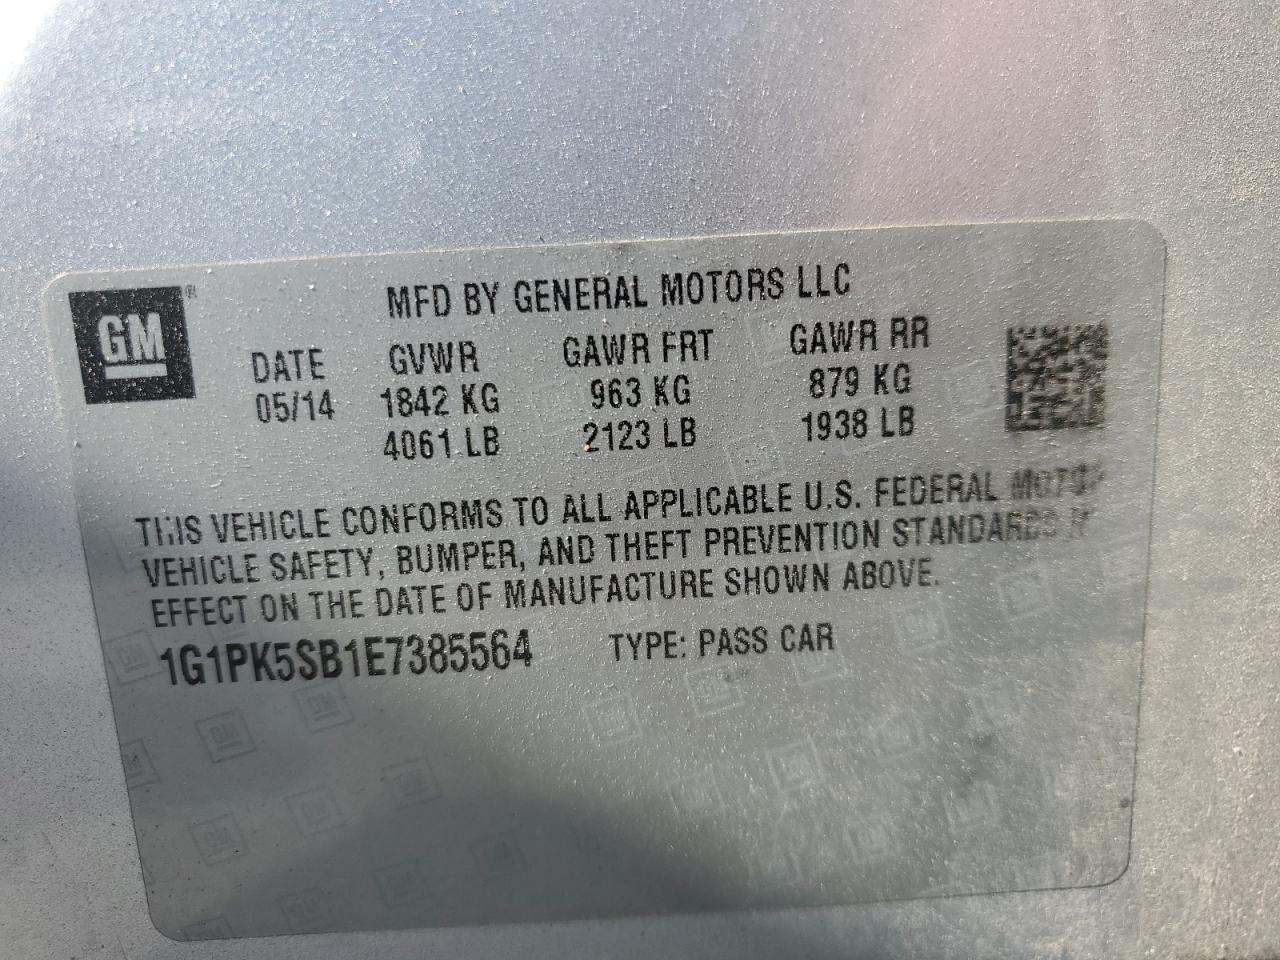 GM ®
MFD BY GENERAL MOTORS LLC
DATE GVWR GAWR FRT GAWR RR
05/14 1842 KG 963 KG 879 KG
4061 LB 2123 LB 1938 LB
THIS VEHICLE CONFORMS TO ALL APPLICABLE U.S. FEDERAL MOTOR
VEHICLE SAFETY, BUMPER, AND THEFT PREVENTION STANDARDS
EFFECT ON THE DATE OF MANUFACTURE SHOWN ABOVE.
1G1PK5SB1E7385564 TYPE: PASS CAR